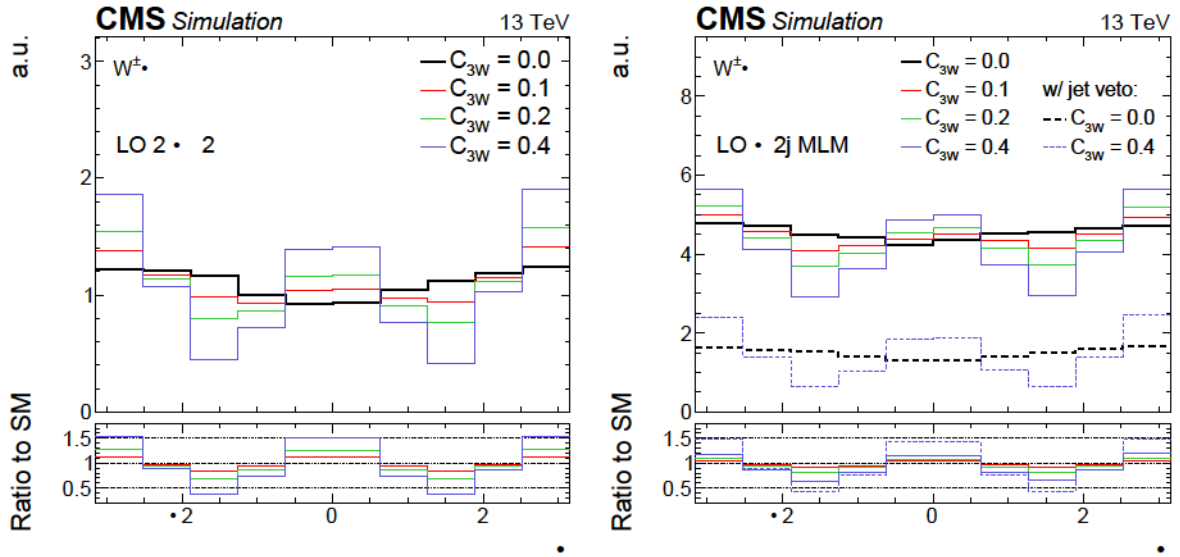 CMS Simulation 13 TeV
a.u.
3
2
1
0
W±•
LO 2 • 2
C3W = 0.0
C3W = 0.1
C3W = 0.2
C3W = 0.4
Ratio to SM
1.5
1
0.5
•2 0 2
•
CMS Simulation 13 TeV
a.u.
8
6
4
2
0
W±•
LO • 2j MLM
C3W = 0.0
C3W = 0.1
C3W = 0.2
C3W = 0.4
w/ jet veto:
C3W = 0.0
C3W = 0.4
Ratio to SM
1.5
1
0.5
•2 0 2
•